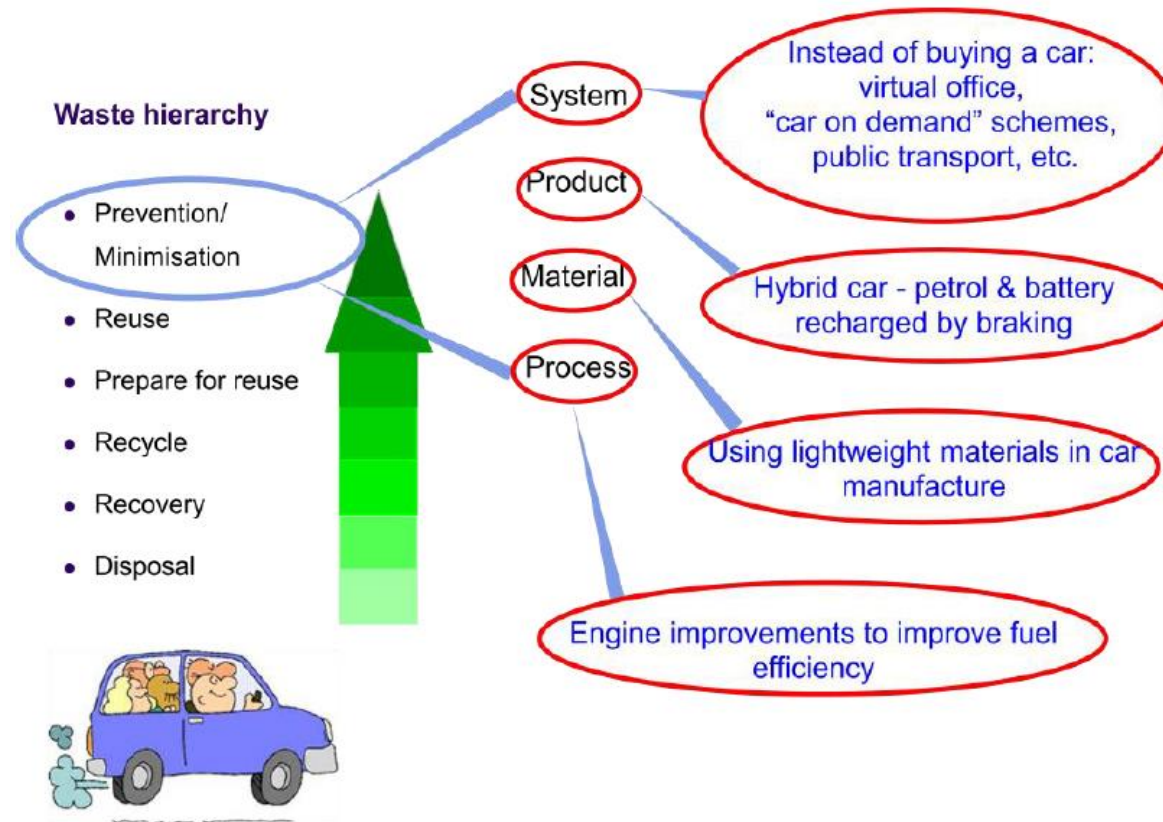 Waste hierarchy
• Prevention/
Minimisation
• Reuse
• Prepare for reuse
• Recycle
• Recovery
• Disposal
System
Product
Material
Process
Instead of buying a car:
virtual office,
“car on demand” schemes,
public transport, etc.
Hybrid car - petrol & battery
recharged by braking
Using lightweight materials in car
manufacture
Engine improvements to improve fuel
efficiency